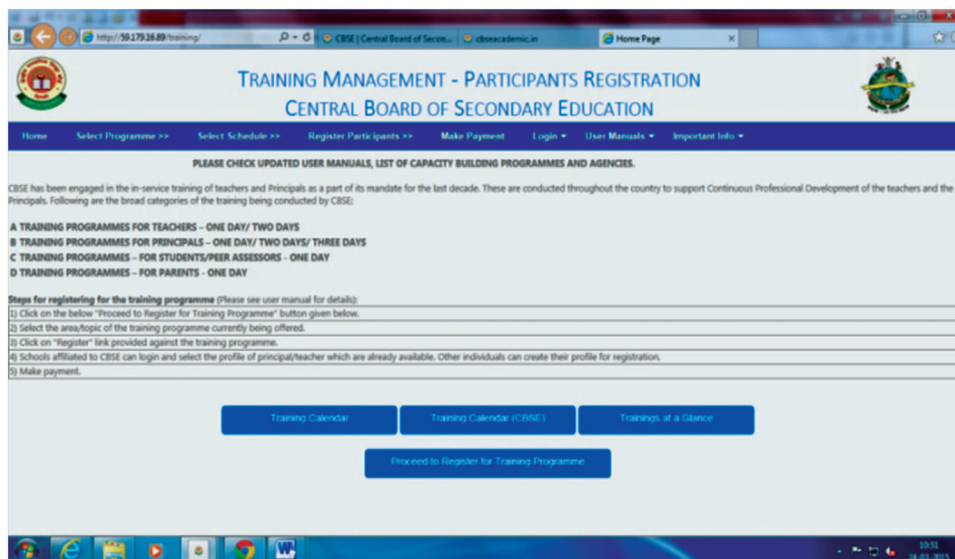 http://59.179.16.89/training/
CBSE | Central Board of Secon...
cbseacademic.in
Home Page
TRAINING MANAGEMENT - PARTICIPANTS REGISTRATION
CENTRAL BOARD OF SECONDARY EDUCATION
Home Select Programme >> Select Schedule >> Register Participants >> Make Payment Login User Manuals Important Info
PLEASE CHECK UPDATED USER MANUALS, LIST OF CAPACITY BUILDING PROGRAMMES AND AGENCIES.
CBSE has been engaged in the in-service training of teachers and Principals as a part of its mandate for the last decade. These are conducted throughout the country to support Continuous Professional Development of the teachers and the
Principals. Following are the broad categories of the training being conducted by CBSE:
A TRAINING PROGRAMMES FOR TEACHERS – ONE DAY/ TWO DAYS
B TRAINING PROGRAMMES FOR PRINCIPALS – ONE DAY/ TWO DAYS/ THREE DAYS
C TRAINING PROGRAMMES – FOR STUDENTS/PEER ASSESSORS - ONE DAY
D TRAINING PROGRAMMES – FOR PARENTS - ONE DAY
Steps for registering for the training programme (Please see user manual for details):
1) Click on the below "Proceed to Register for Training Programme" button given below.
2) Select the area/topic of the training programme currently being offered.
3) Click on "Register" link provided against the training programme.
4) Schools affiliated to CBSE can login and select the profile of principal/teacher which are already available. Other individuals can create their profile for registration.
5) Make payment.
Training Calendar
Training Calendar (CBSE)
Trainings at a Glance
Proceed to Register for Training Programme
10:51
24-03-2015